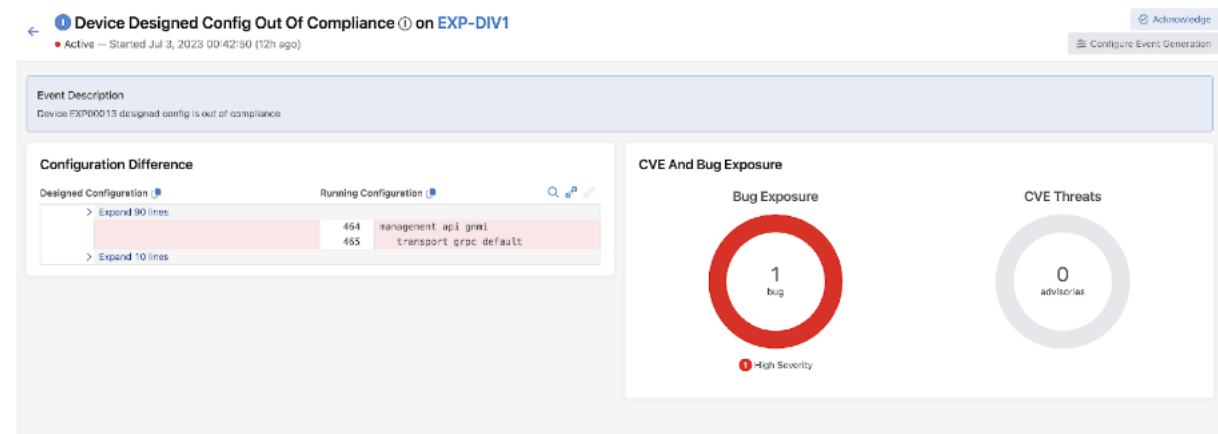 Device Designed Config Out Of Compliance on EXP-DIV1
Acknowledge
Active — Started Jul 3, 2023 00:42:50 (12h ago)
Configure Event Generation
Event Description
Device EXP00013 designed config is out of compliance
Configuration Difference
Designed Configuration
Running Configuration
Expand 90 lines
464 management api gnmi
465 transport grpc default
Expand 10 lines
CVE And Bug Exposure
Bug Exposure
1
bug
1 High Severity
CVE Threats
0
advisories